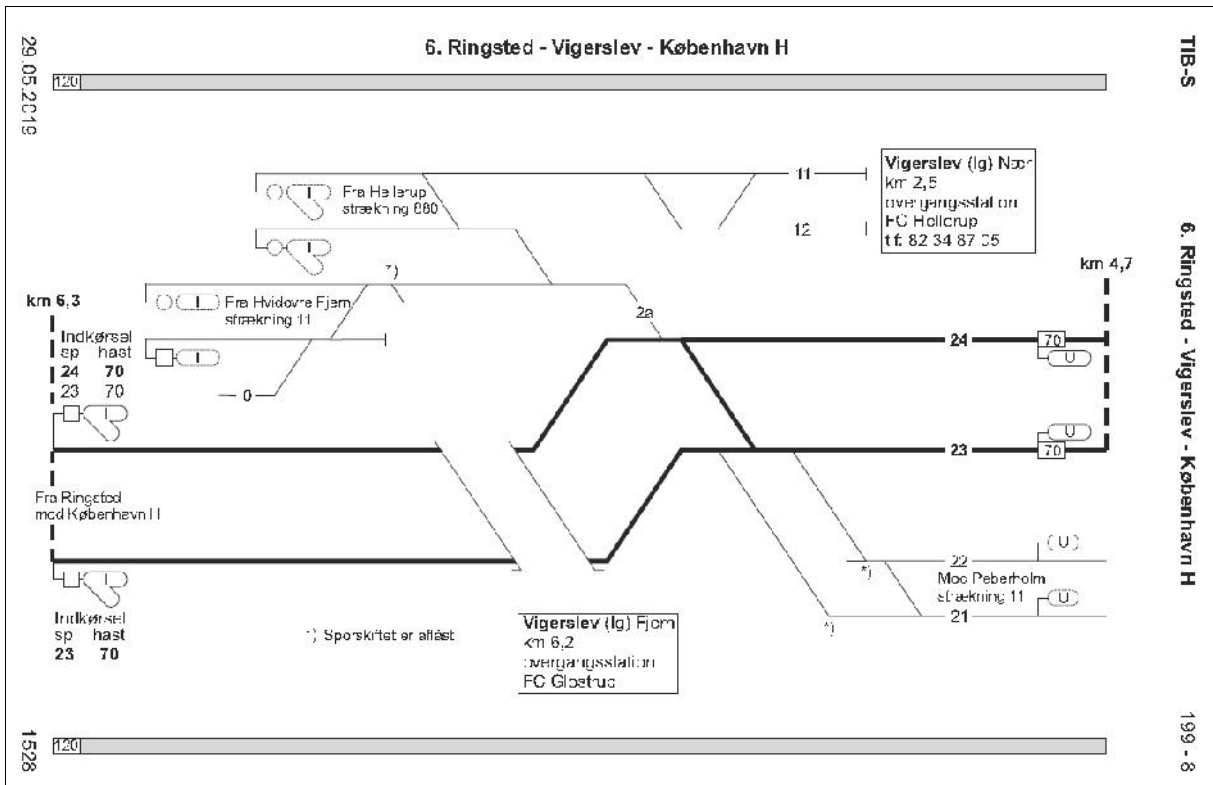 6. Ringsted - Vigerslev - København H
TIB-S
29.05.2019
120
11
Vigerslev (Ig) Nær
km 2,5
overgangsstation
FC Hellerup
tlf: 82 34 87 05
Fra Hellerup
strækning 880
I
I
12
km 4,7
*)
km 6,3
I
Fra Hvidovre Fjern
strækning 11
2a
Indkørsel
sp hast
24 70
23 70
I
24
70
U
0
I
U
23
70
6. Ringsted - Vigerslev - København H
Fra Ringsted
mod København H
22
(U)
*)
Mod Peberholm
strækning 11
U
I
21
*)
Indkørsel
sp hast
23 70
*) Sporskiftet er aflåst
Vigerslev (Ig) Fjern
km 6,2
overgangsstation
FC Glostrup
199 - 8
1528
120